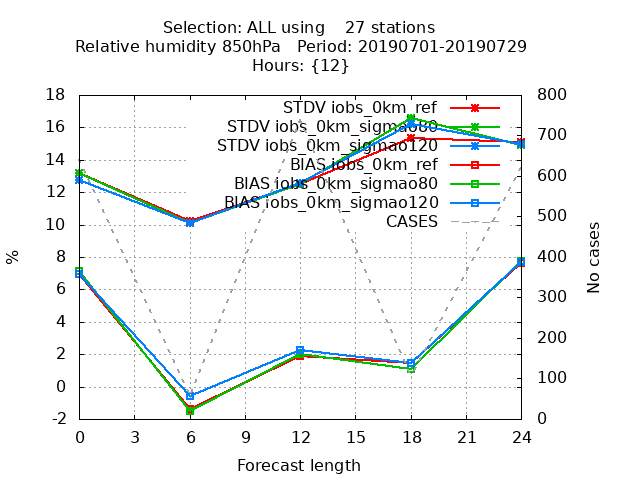 Selection: ALL using    27 stations
Relative humidity 850hPa   Period: 20190701-20190729
Hours: {12}
STDV iobs_0km_ref
STDV iobs_0km_sigmao80
STDV iobs_0km_sigmao120
BIAS iobs_0km_ref
BIAS iobs_0km_sigmao80
BIAS iobs_0km_sigmao120
CASES
18
16
14
12
10
8
6
4
2
0
-2
%
800
700
600
500
400
300
200
100
0
No cases
0 3 6 9 12 15 18 21 24
Forecast length